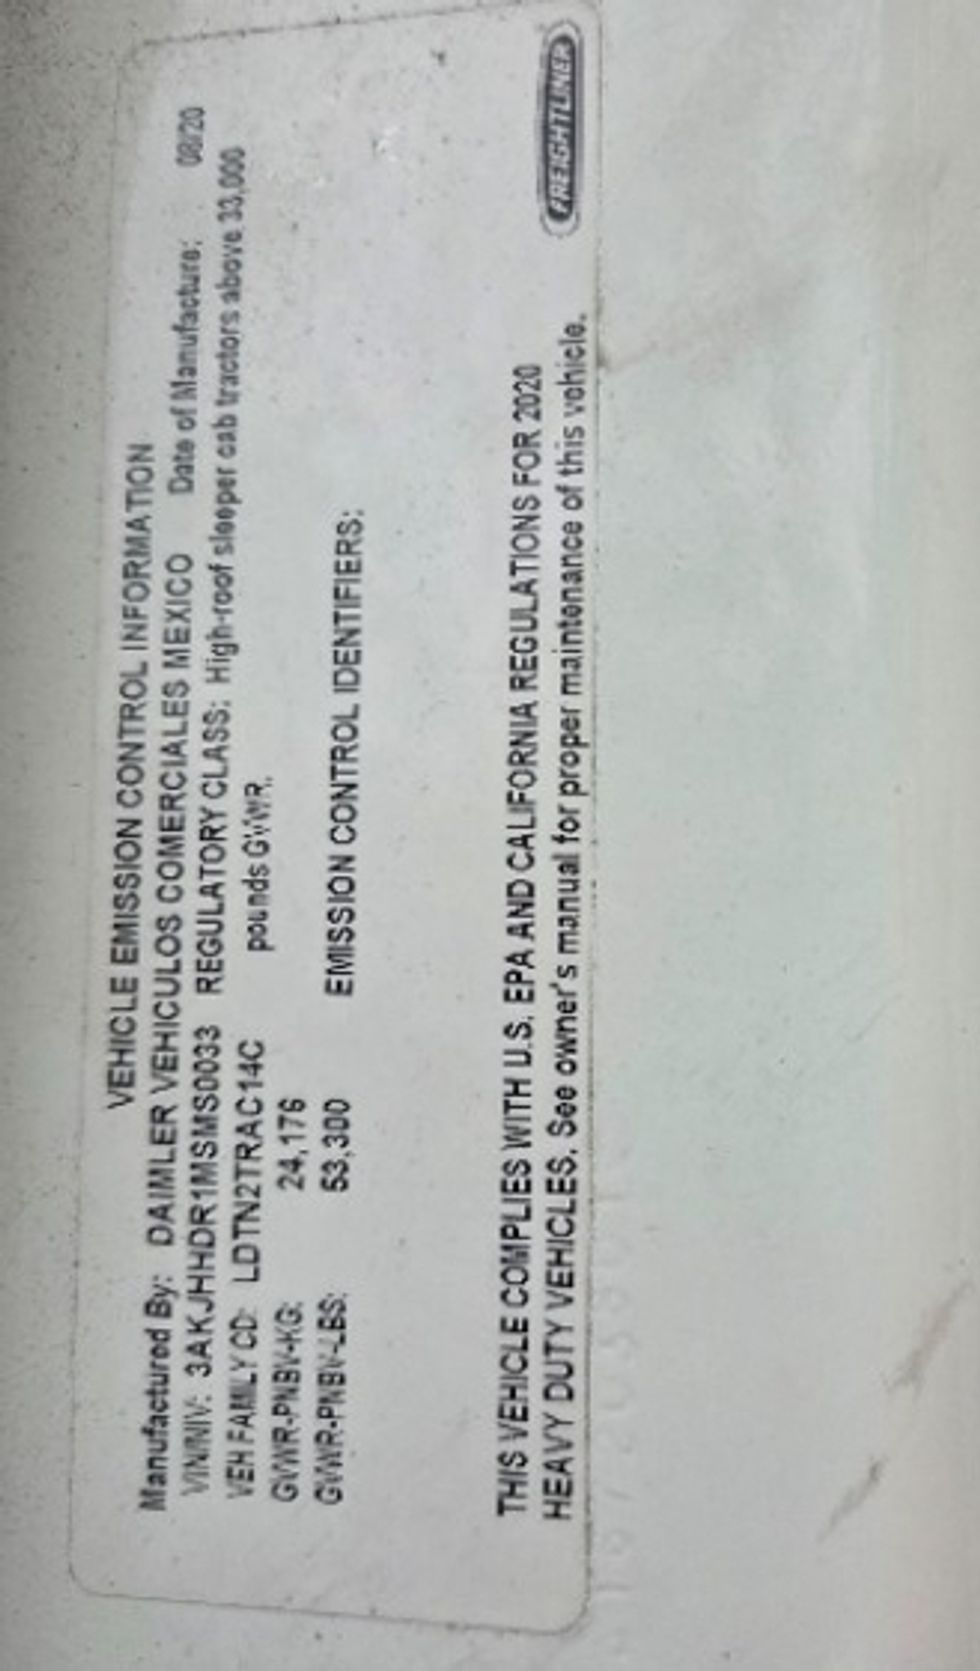 VEHICLE EMISSION CONTROL INFORMATION
Manufactured By: DAIMLER VEHICULOS COMERCIALES MEXICO Date of Manufacture: 08/20
VIN/NIV: 3AKJHHDR1MSMS0033 REGULATORY CLASS: High-roof sleeper cab tractors above 33,000
VEH FAMILY CD: LDTN2TRAC14C pounds GVWR.
GVWR-PNBV-KG: 24,176
GVWR-PNBV-LBS: 53,300 EMISSION CONTROL IDENTIFIERS:
THIS VEHICLE COMPLIES WITH U.S. EPA AND CALIFORNIA REGULATIONS FOR 2020
HEAVY DUTY VEHICLES. See owner's manual for proper maintenance of this vehicle.
FREIGHTLINER